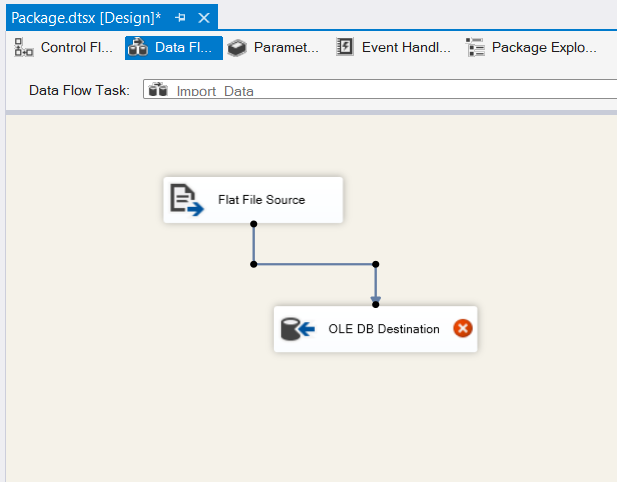 Package.dtsx [Design]*
Control Fl... Data Fl... Paramet... Event Handl... Package Explo...
Data Flow Task: Import_Data
Flat File Source
OLE DB Destination